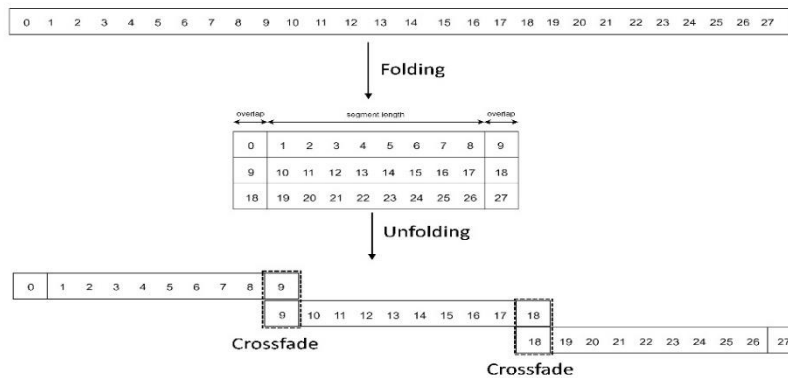 0 1 2 3 4 5 6 7 8 9 10 11 12 13 14 15 16 17 18 19 20 21 22 23 24 25 26 27
Folding
overlap segment length overlap
0 1 2 3 4 5 6 7 8 9
9 10 11 12 13 14 15 16 17 18
18 19 20 21 22 23 24 25 26 27
Unfolding
0 1 2 3 4 5 6 7 8 9
9 10 11 12 13 14 15 16 17 18
Crossfade
18 19 20 21 22 23 24 25 26 27
Crossfade